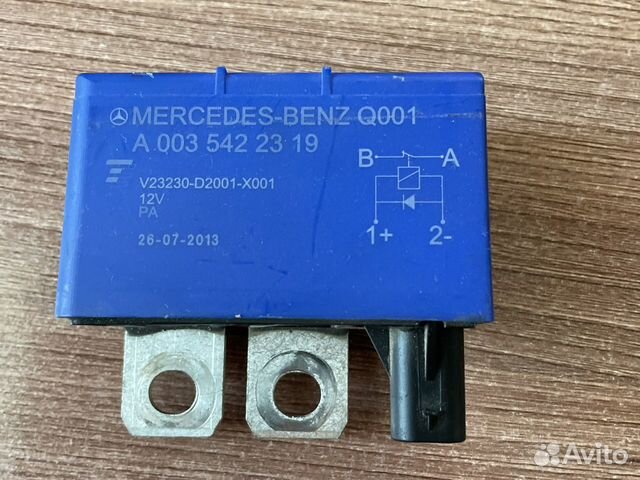 MERCEDES-BENZ Q001
A 003 542 23 19
B A
V23230-D2001-X001
12V
PA
1+ 2-
26-07-2013
Avito